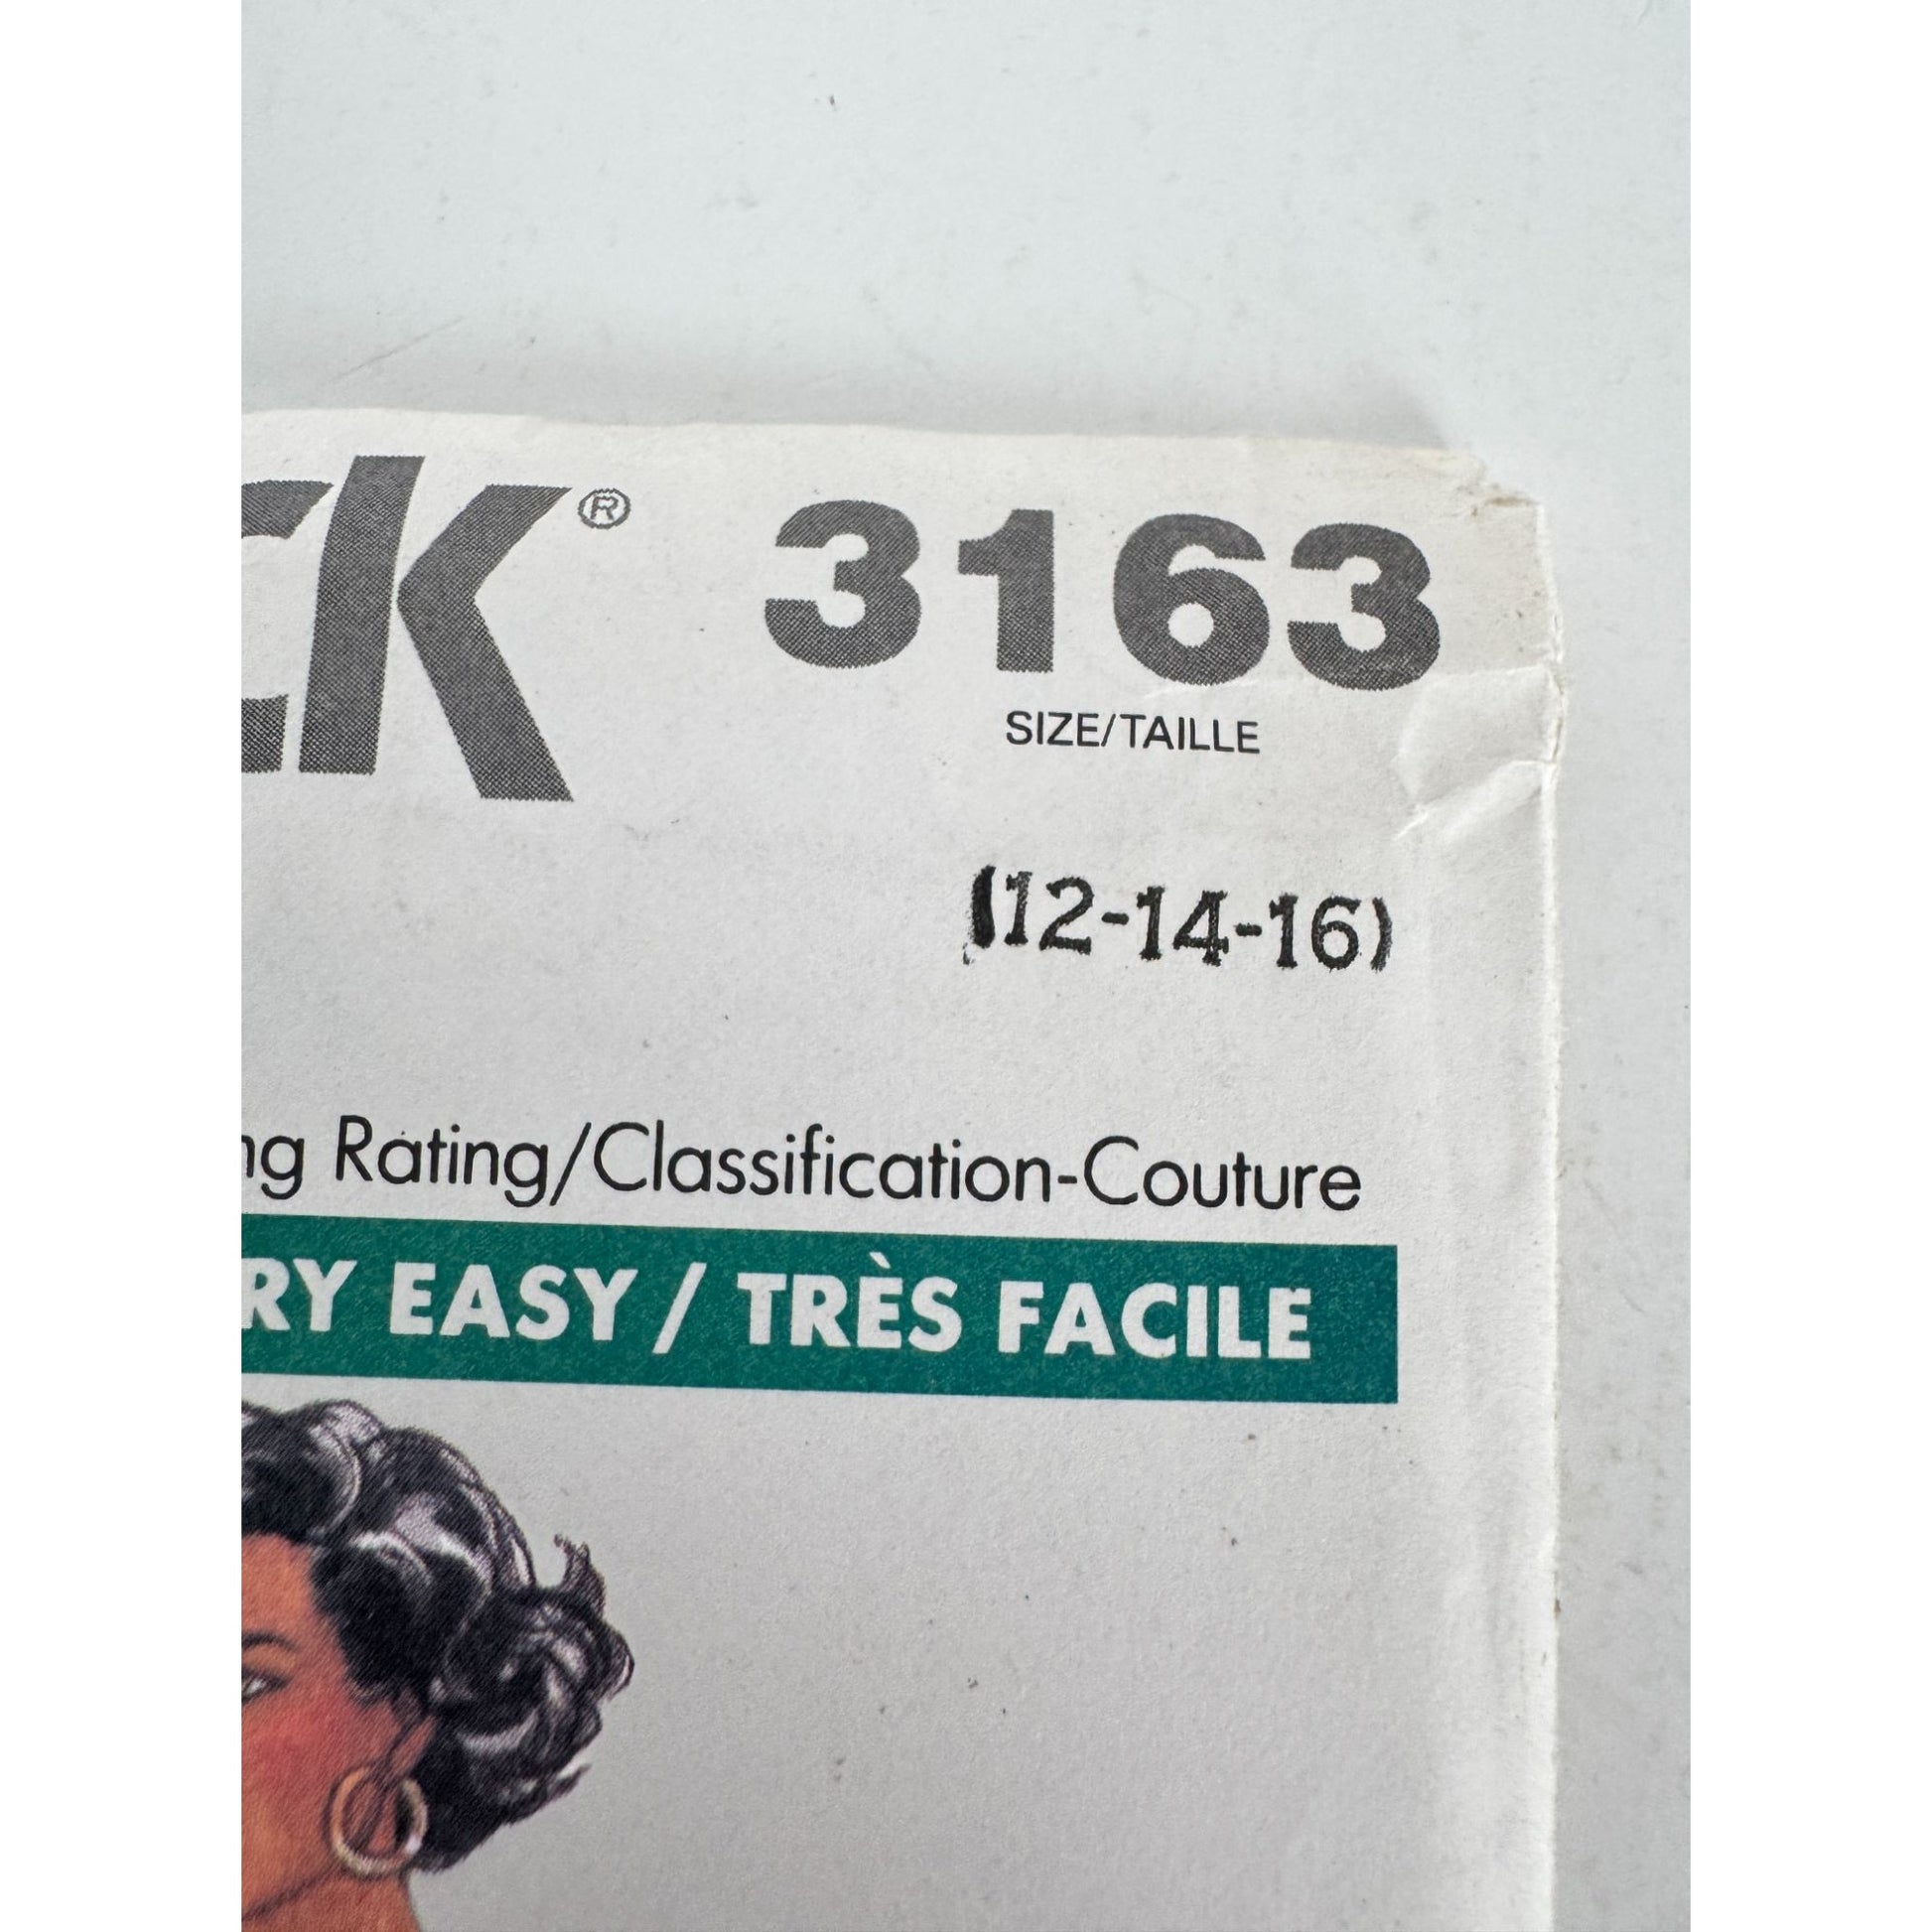 ck® 3163
SIZE/TAILLE
(12-14-16)
ng Rating/Classification-Couture
RY EASY / TRÈS FACILE